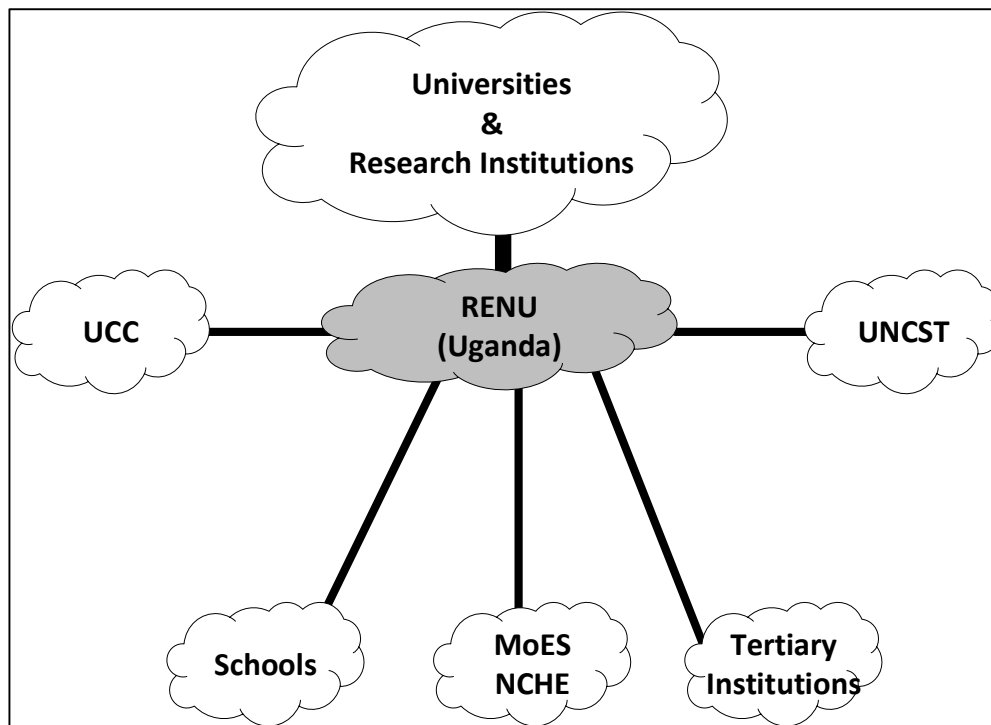 Universities
&
Research Institutions
RENU
(Uganda)
UCC
UNCST
Schools
MoES
NCHE
Tertiary
Institutions